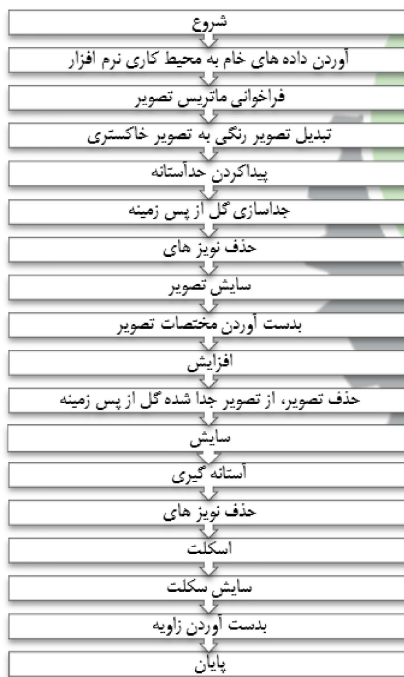 شروع
آوردن داده های خام به محیط کاری نرم افزار
فراخوانی ماتریس تصویر
تبدیل تصویر رنگی به تصویر خاکستری
پیداکردن حدآستانه
جداسازی گل از پس زمینه
حذف نویز های
سایش تصویر
بدست آوردن مختصات تصویر
افزایش
حذف تصویر، از تصویر جدا شده گل از پس زمینه
سایش
آستانه گیری
حذف نویز های
اسکلت
سایش سکلت
بدست آوردن زاویه
پایان